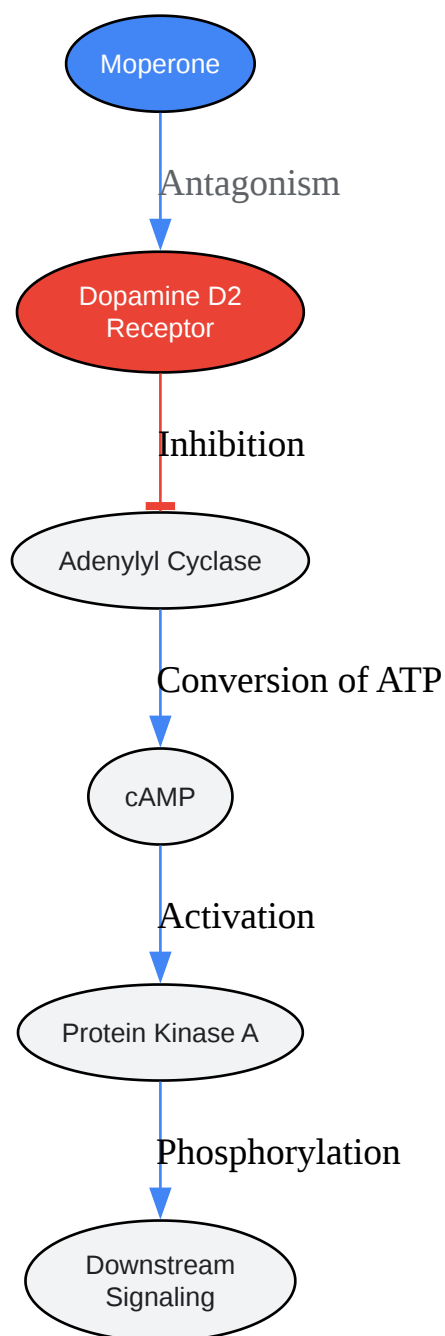 Moperone
Antagonism
Dopamine D2
Receptor
Inhibition
Adenylyl Cyclase
Conversion of ATP
cAMP
Activation
Protein Kinase A
Phosphorylation
Downstream
Signaling